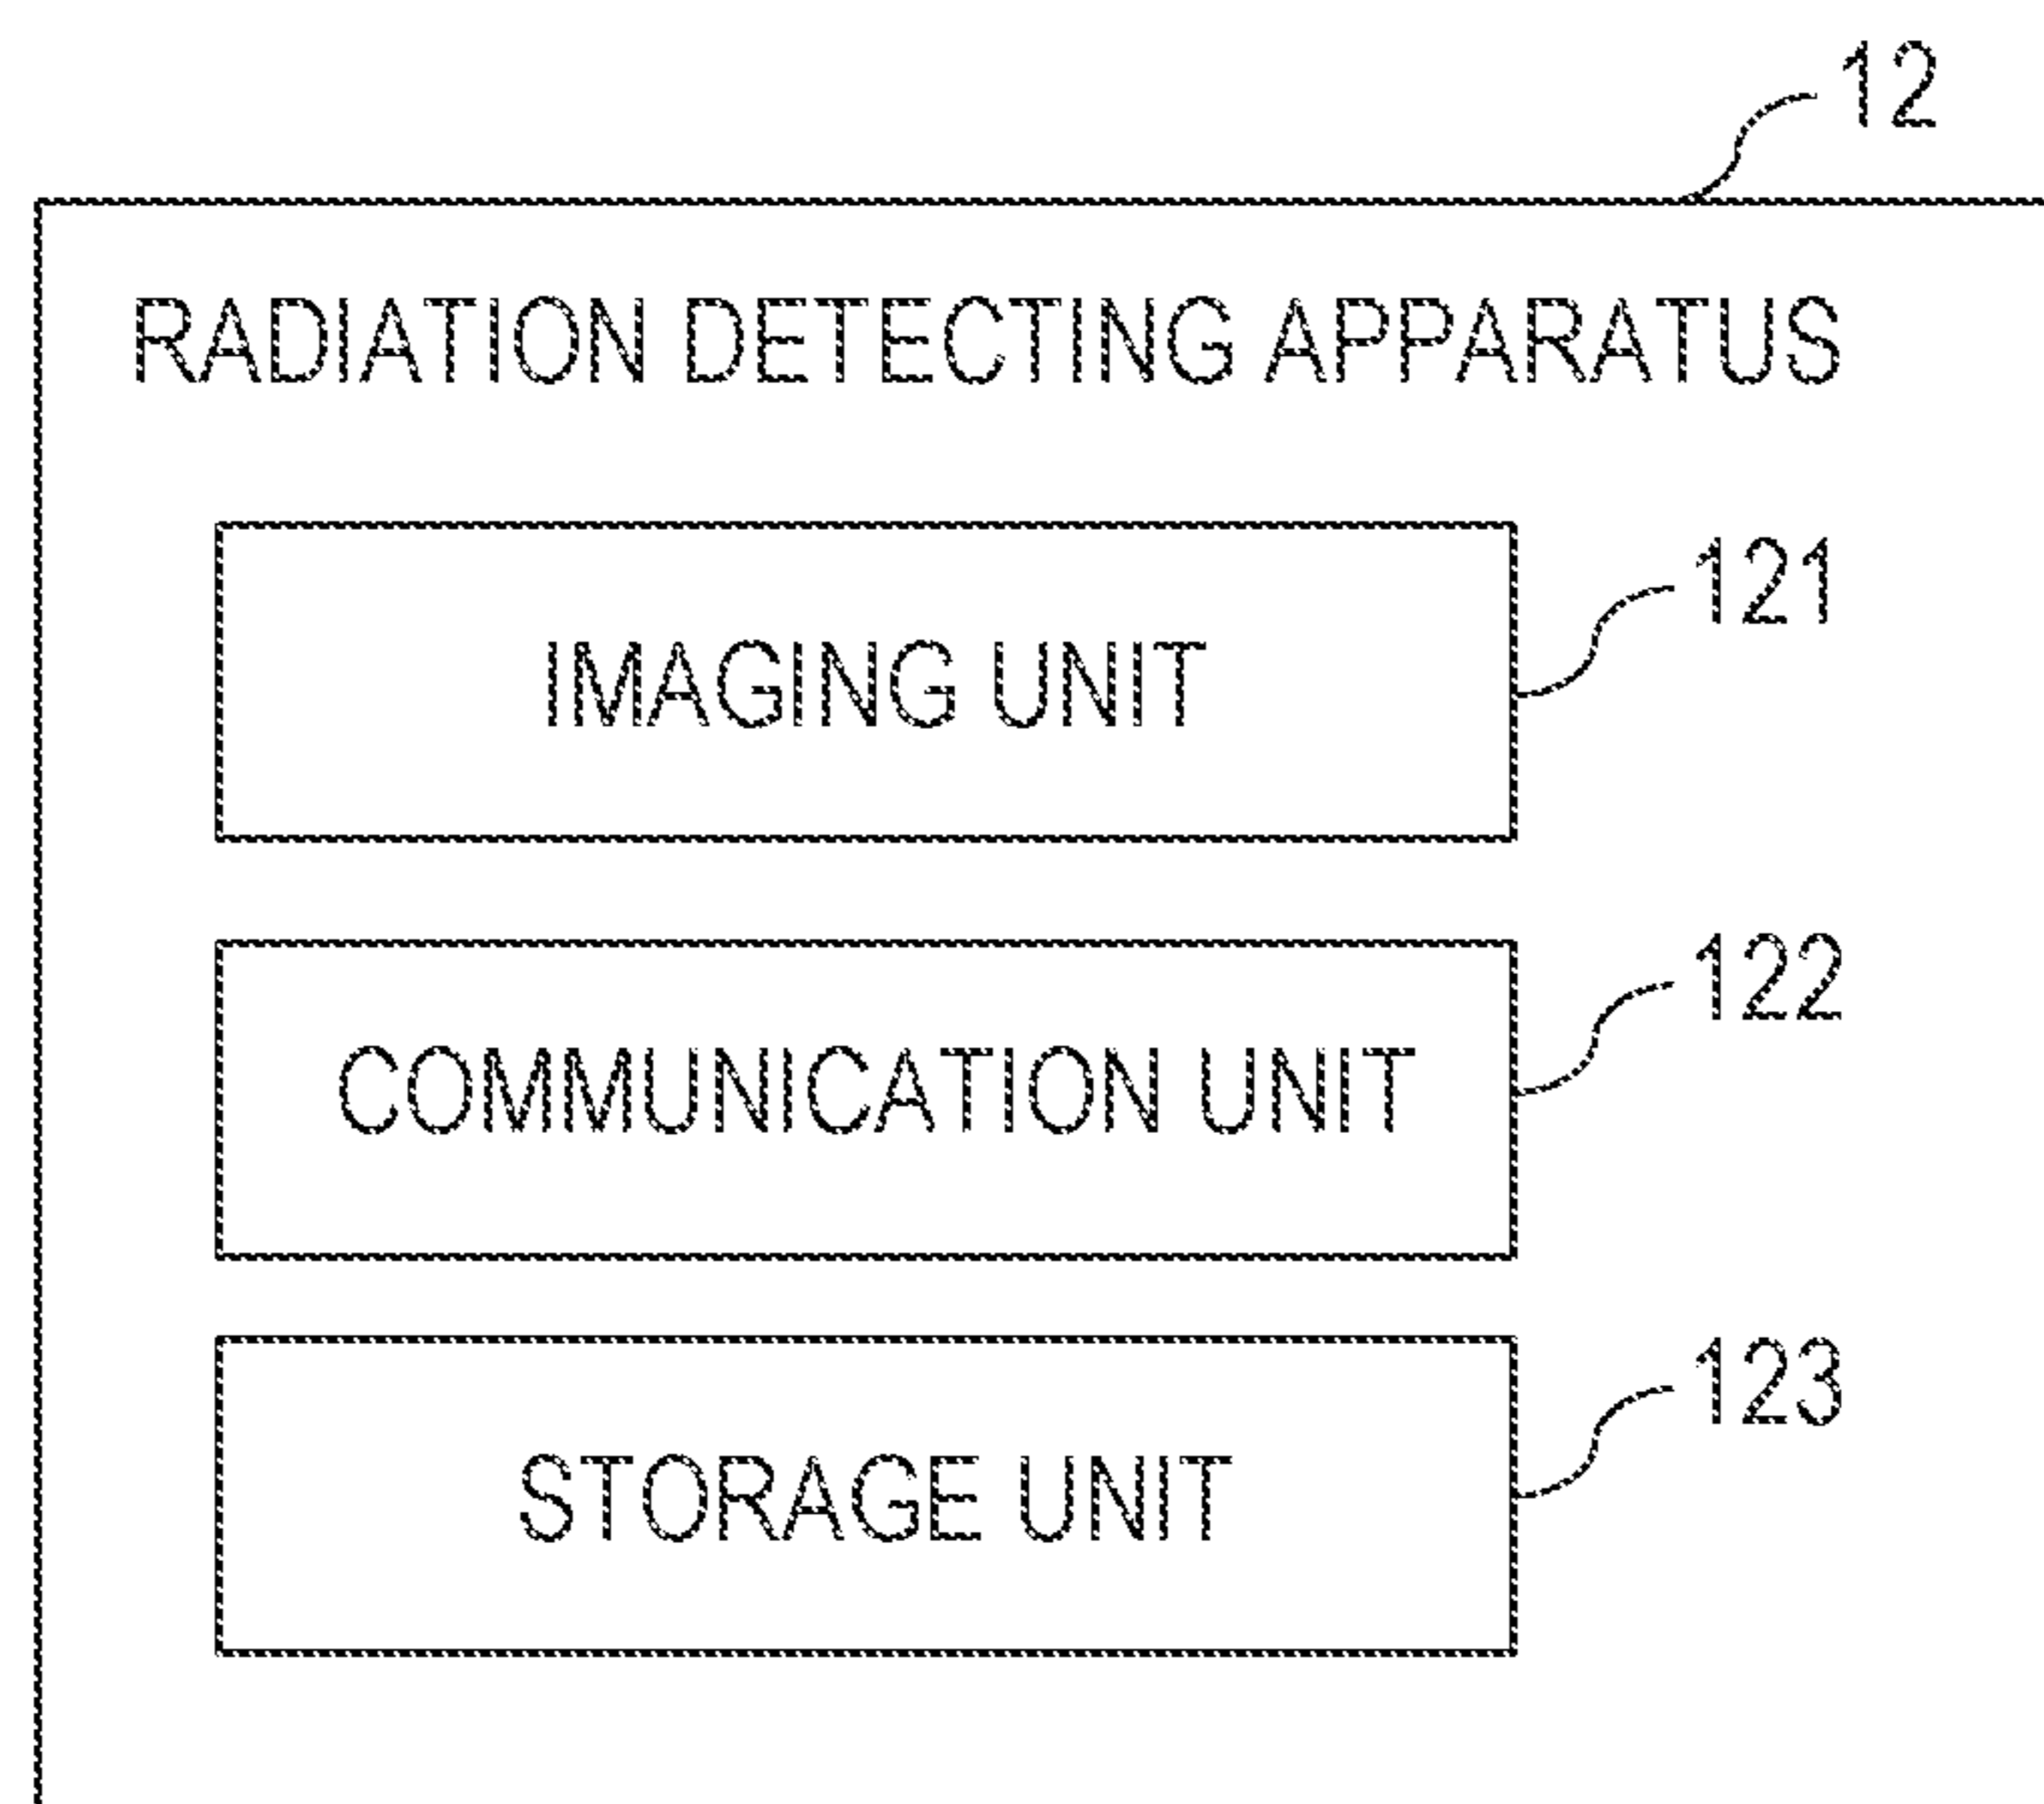 12
RADIATION DETECTING APPARATUS
121
IMAGING UNIT
122
COMMUNICATION UNIT
123
STORAGE UNIT